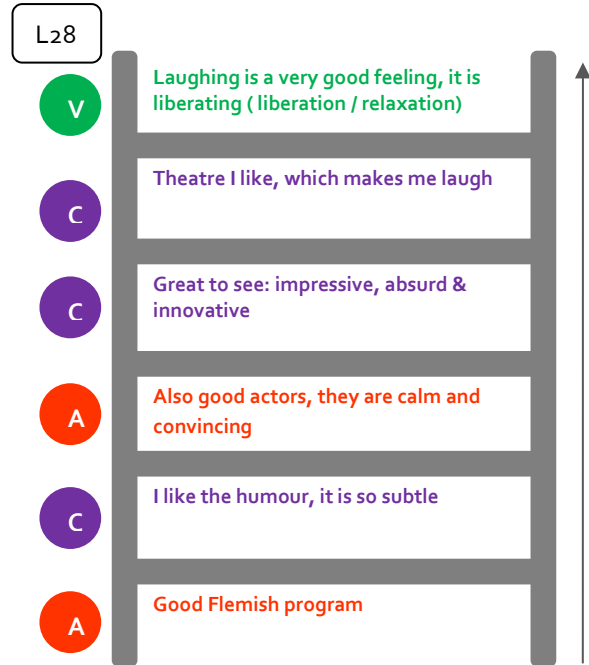 L28
V
Laughing is a very good feeling, it is
liberating ( liberation / relaxation)
C
Theatre I like, which makes me laugh
C
Great to see: impressive, absurd &
innovative
A
Also good actors, they are calm and
convincing
C
I like the humour, it is so subtle
A
Good Flemish program